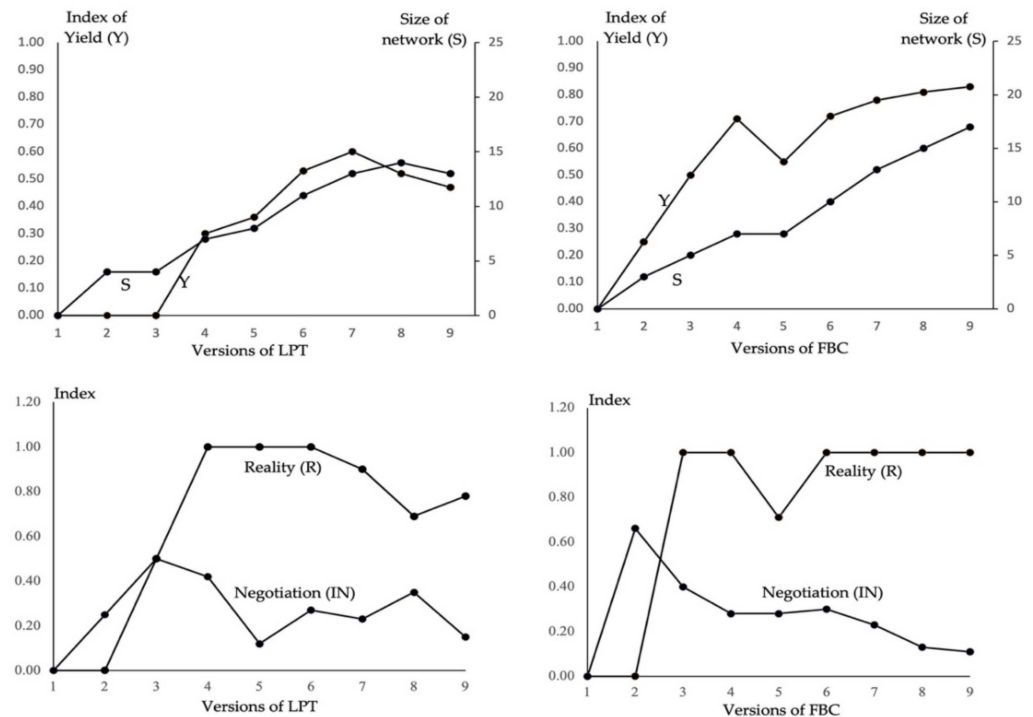 Index of
Yield (Y)
Size of
network (S)
1.00
0.90
0.80
0.70
0.60
0.50
0.40
0.30
0.20
0.10
0.00
25
20
15
10
5
0
S
Y
1 2 3 4 5 6 7 8 9
Versions of LPT
Index of
Yield (Y)
Size of
network (S)
1.00
0.90
0.80
0.70
0.60
0.50
0.40
0.30
0.20
0.10
0.00
25
20
15
10
5
0
Y
S
1 2 3 4 5 6 7 8 9
Versions of FBC
Index
1.20
1.00
0.80
0.60
0.40
0.20
0.00
Reality (R)
Negotiation (IN)
1 2 3 4 5 6 7 8 9
Versions of LPT
Index
1.20
1.00
0.80
0.60
0.40
0.20
0.00
Reality (R)
Negotiation (IN)
1 2 3 4 5 6 7 8 9
Versions of FBC